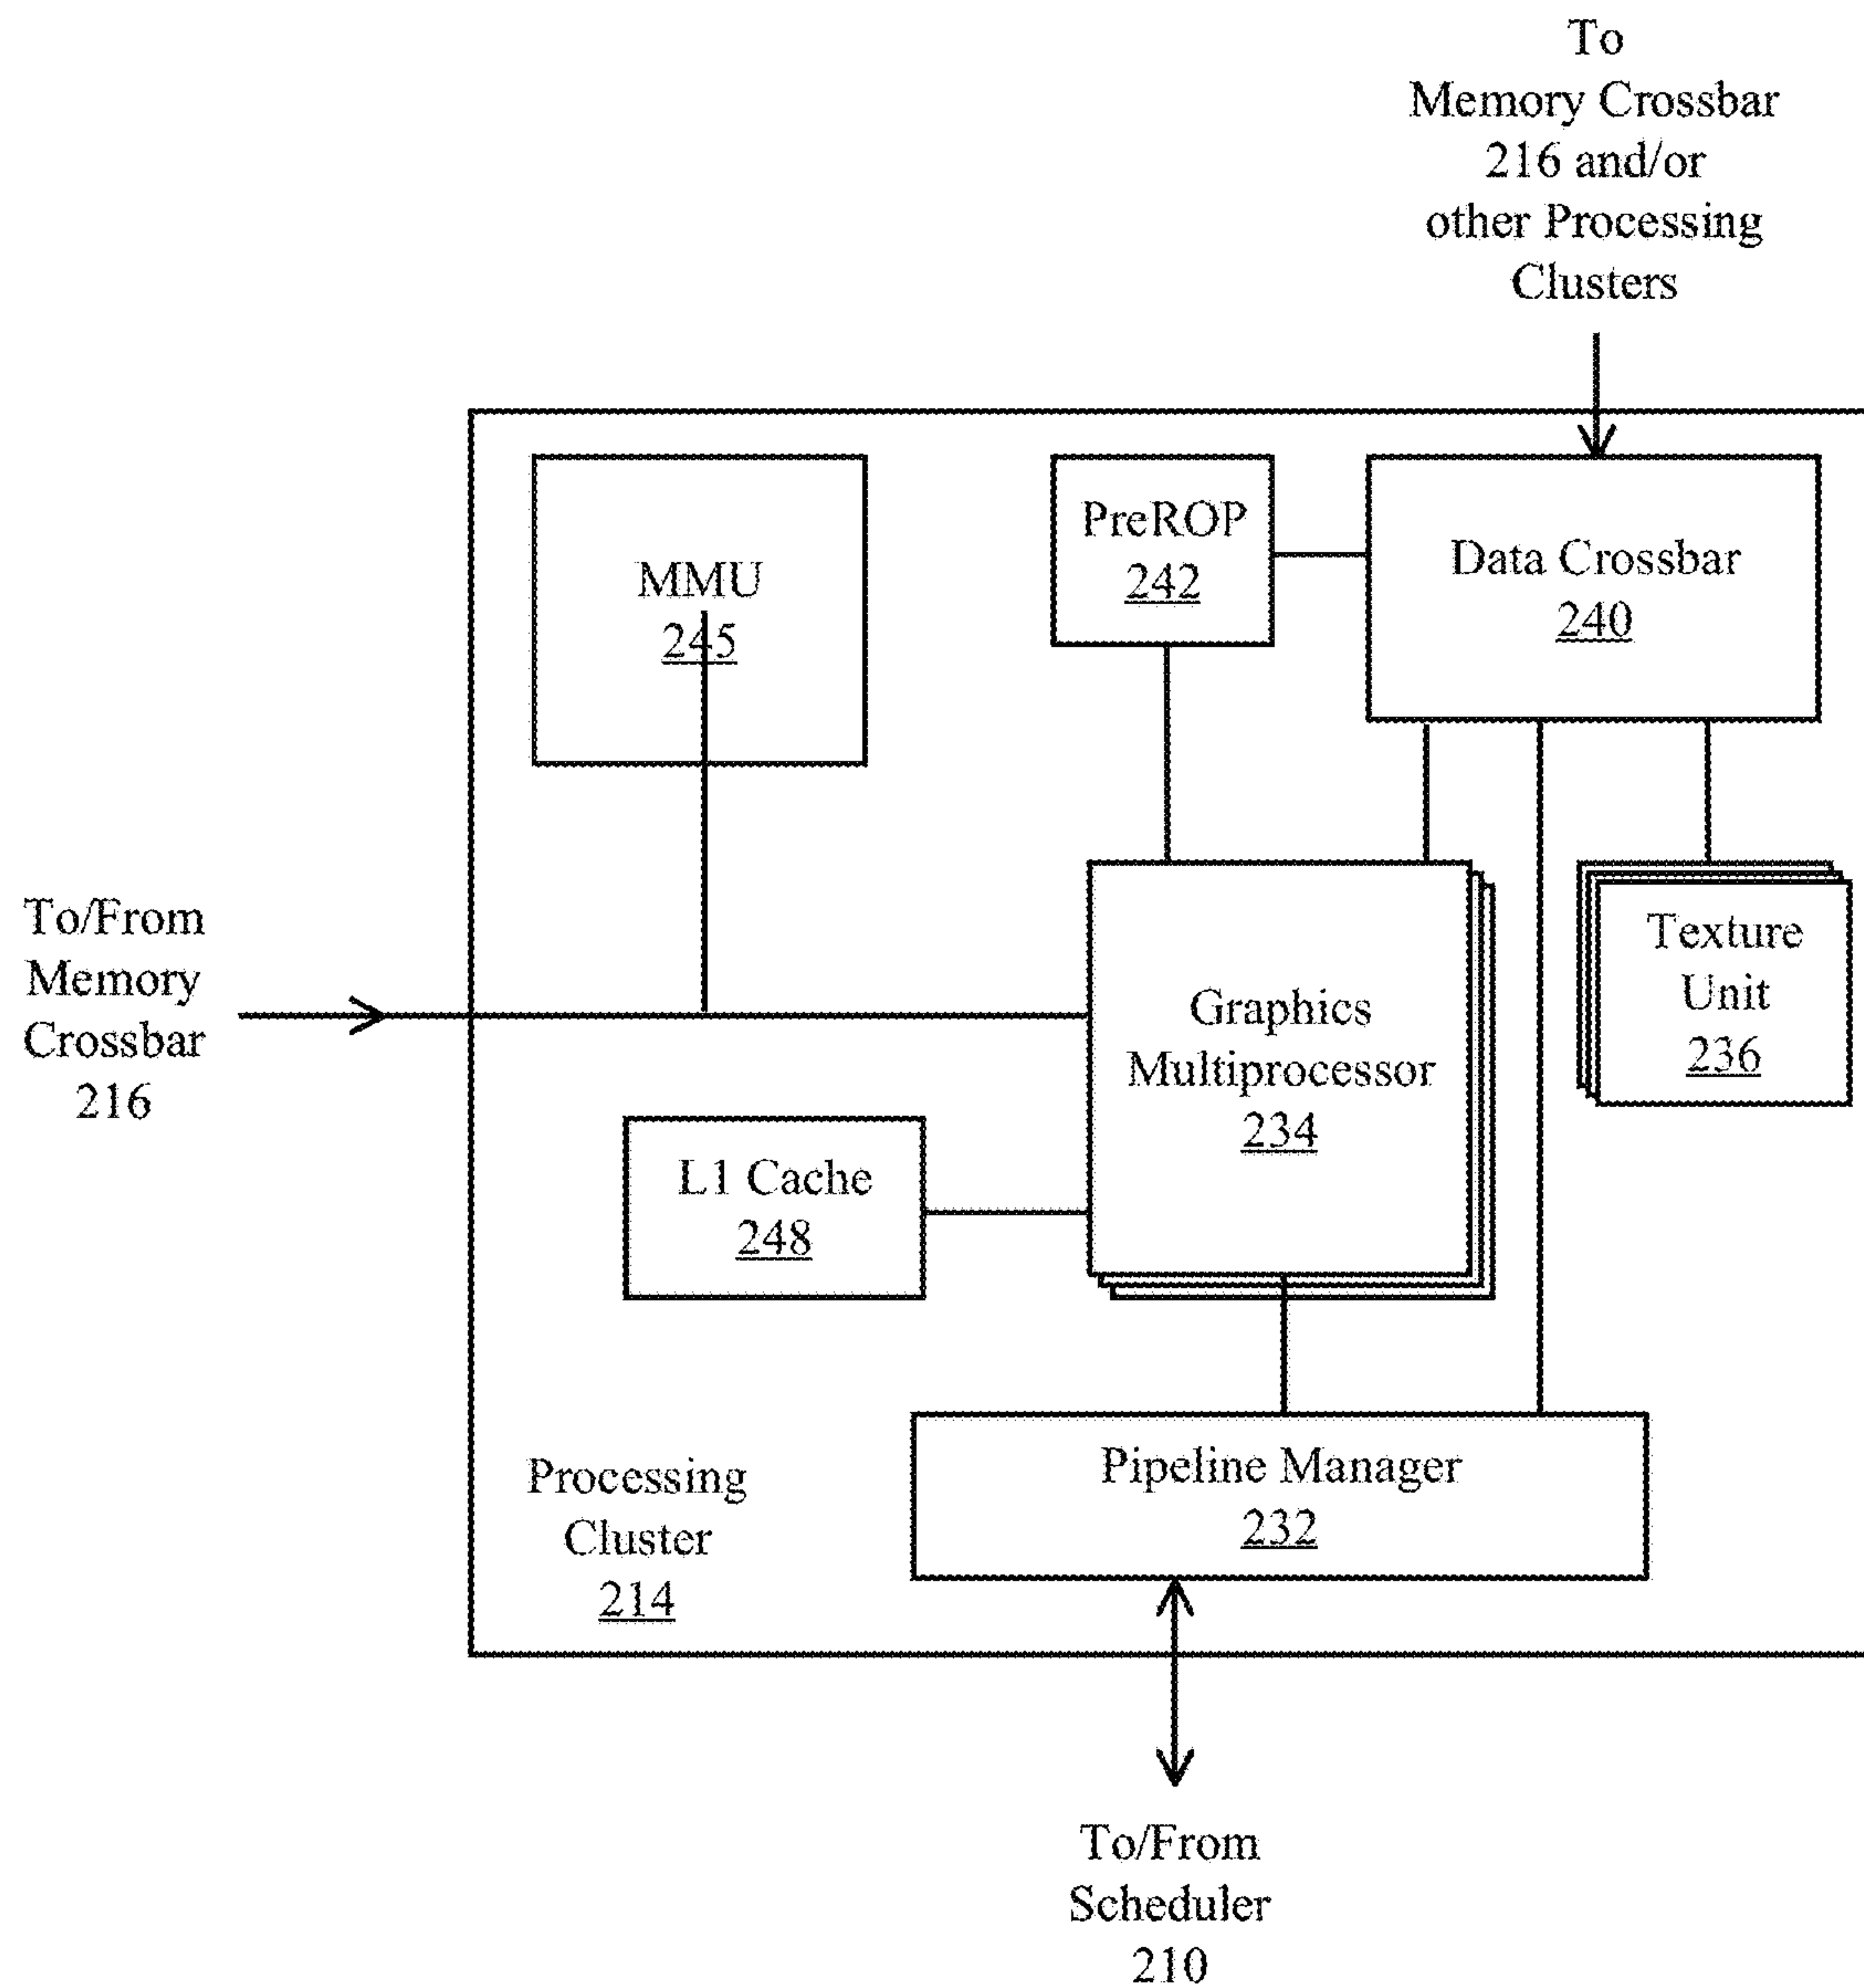 To
Memory Crossbar
216 and/or
other Processing
Clusters
MMU
245
PreROP
242
Data Crossbar
240
To/From
Memory
Crossbar
216
Graphics
Multiprocessor
234
Texture
Unit
236
L1 Cache
248
Processing
Cluster
214
Pipeline Manager
232
To/From
Scheduler
210